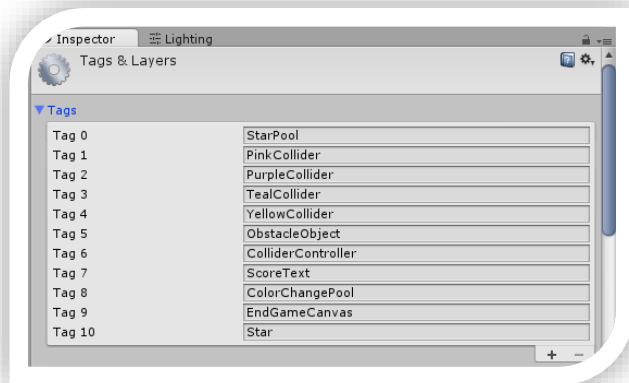 Inspector Lighting
Tags & Layers
Tags
Tag 0 StarPool
Tag 1 PinkCollider
Tag 2 PurpleCollider
Tag 3 TealCollider
Tag 4 YellowCollider
Tag 5 ObstacleObject
Tag 6 ColliderController
Tag 7 ScoreText
Tag 8 ColorChangePool
Tag 9 EndGameCanvas
Tag 10 Star
+ −